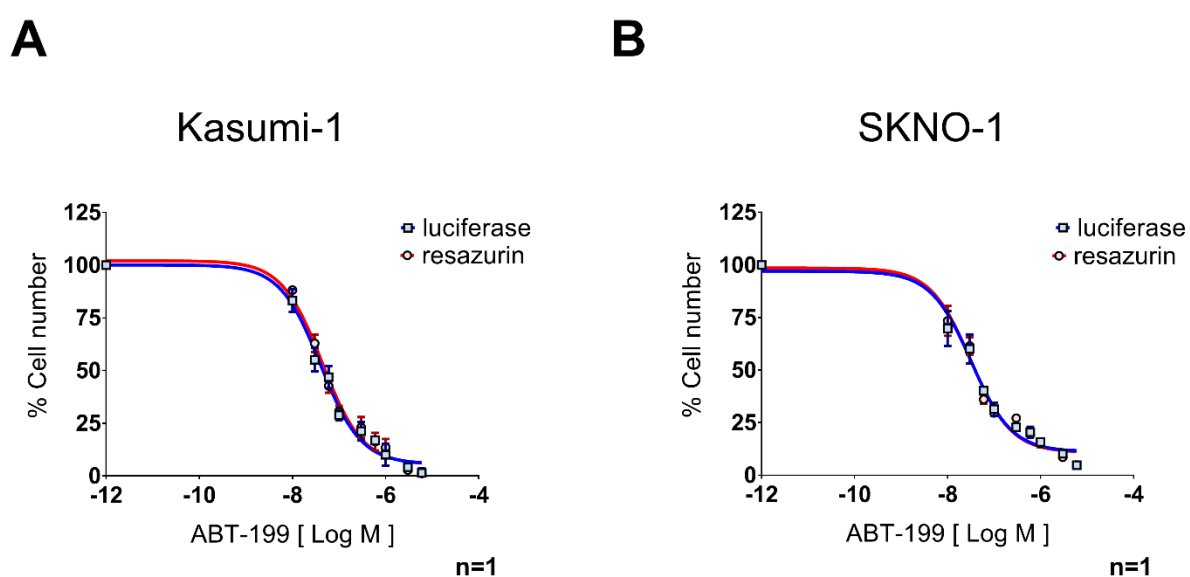 A
B
Kasumi-1
SKNO-1
125
100
75
50
25
0
% Cell number
luciferase
resazurin
-12
-10
-8
-6
-4
ABT-199 [ Log M ]
n=1
125
100
75
50
25
0
% Cell number
luciferase
resazurin
-12
-10
-8
-6
-4
ABT-199 [ Log M ]
n=1